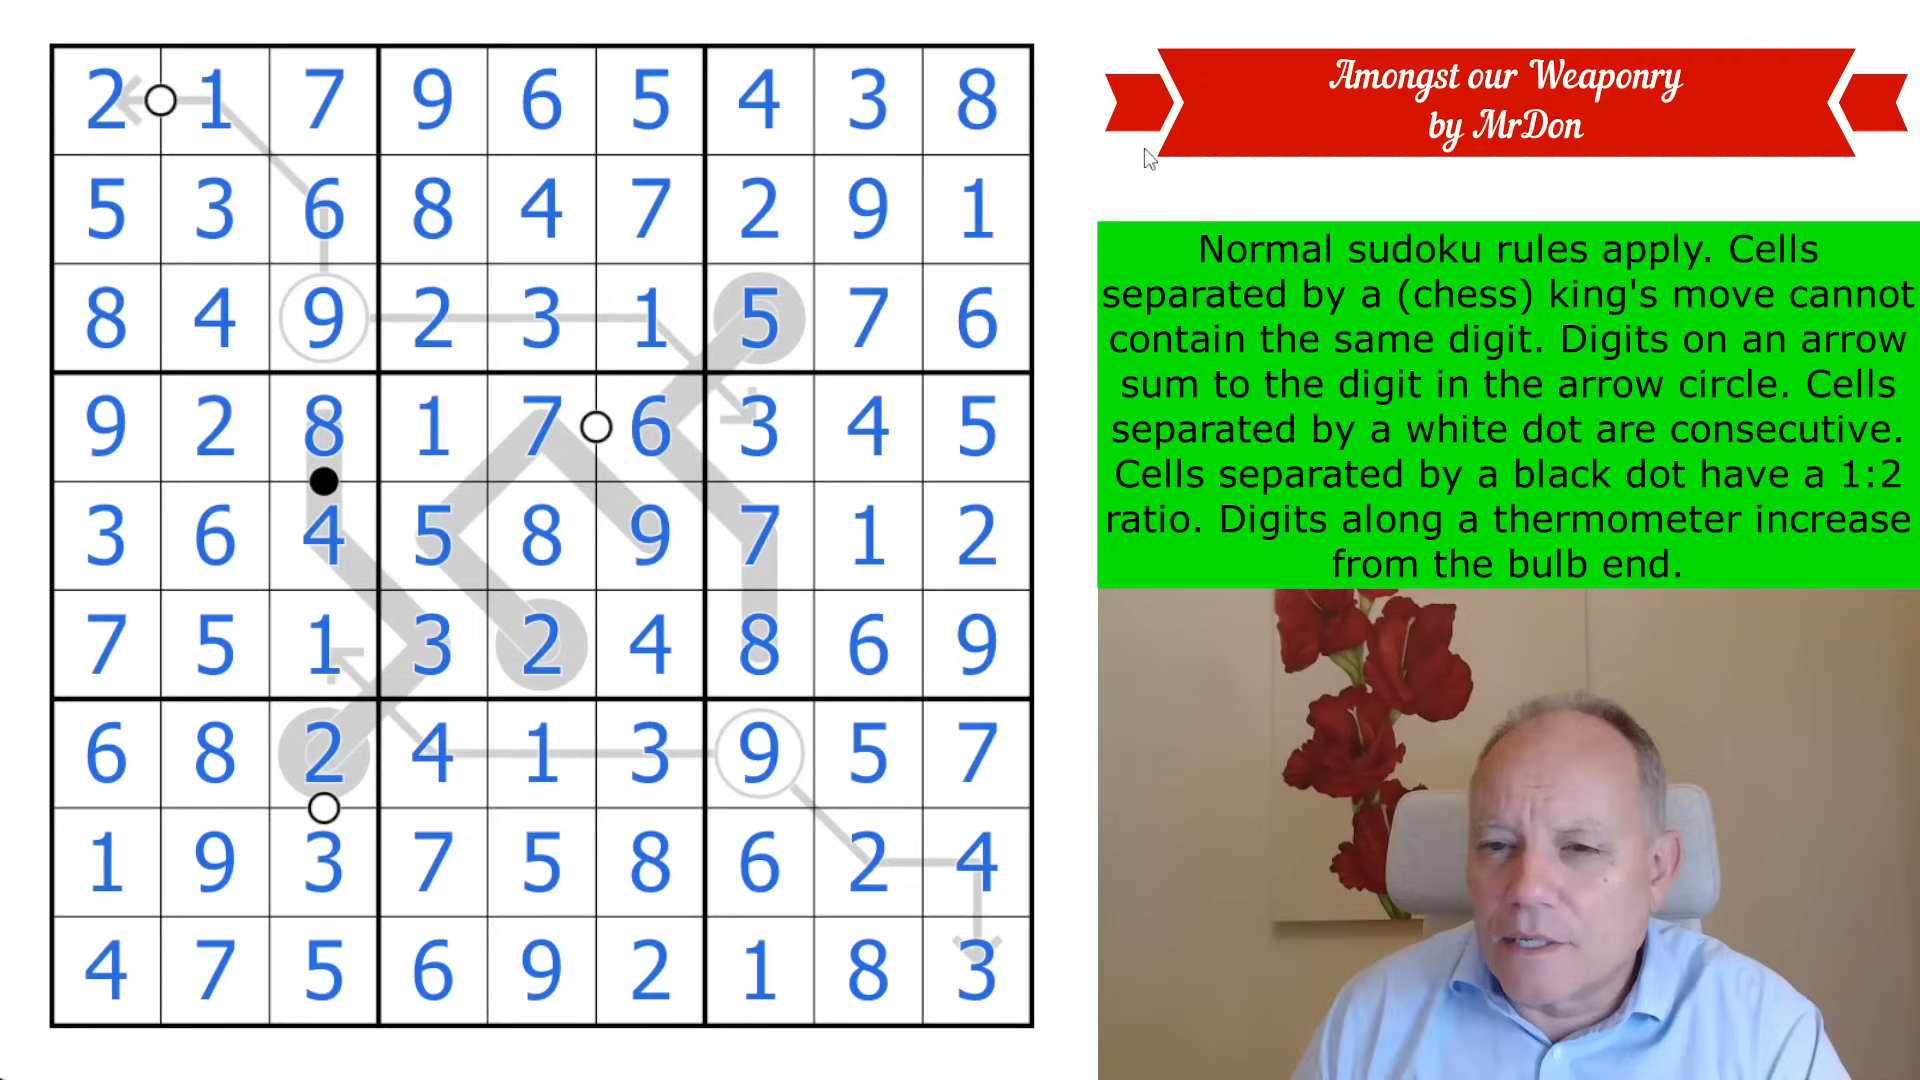 2 1 7 9 6 5 4 3 8
5 3 6 8 4 7 2 9 1
8 4 9 2 3 1 5 7 6
9 2 8 1 7 6 3 4 5
3 6 4 5 8 9 7 1 2
7 5 1 3 2 4 8 6 9
6 8 2 4 1 3 9 5 7
1 9 3 7 5 8 6 2 4
4 7 5 6 9 2 1 8 3
Amongst our Weaponry
by MrDon
Normal sudoku rules apply. Cells
separated by a (chess) king's move cannot
contain the same digit. Digits on an arrow
sum to the digit in the arrow circle. Cells
separated by a white dot are consecutive.
Cells separated by a black dot have a 1:2
ratio. Digits along a thermometer increase
from the bulb end.